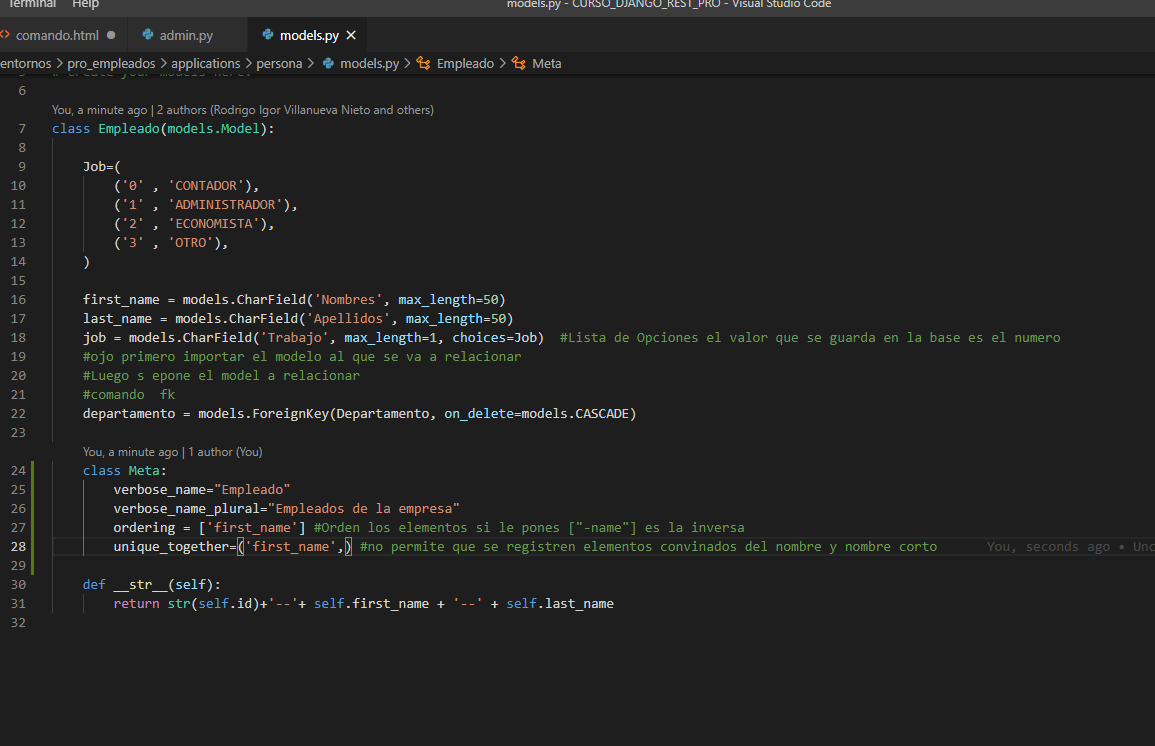 Terminal Help models.py - CURSO_DJANGO_REST_PRO - Visual Studio Code
comando.html admin.py models.py
entornos > pro_empleados > applications > persona > models.py > Empleado > Meta
6
You, a minute ago | 2 authors (Rodrigo Igor Villanueva Nieto and others)
7 class Empleado(models.Model):
8
9 Job=(
10 ('0' , 'CONTADOR'),
11 ('1' , 'ADMINISTRADOR'),
12 ('2' , 'ECONOMISTA'),
13 ('3' , 'OTRO'),
14 )
15
16 first_name = models.CharField('Nombres', max_length=50)
17 last_name = models.CharField('Apellidos', max_length=50)
18 job = models.CharField('Trabajo', max_length=1, choices=Job) #Lista de Opciones el valor que se guarda en la base es el numero
19 #ojo primero importar el modelo al que se va a relacionar
20 #Luego s epone el model a relacionar
21 #comando fk
22 departamento = models.ForeignKey(Departamento, on_delete=models.CASCADE)
23
You, a minute ago | 1 author (You)
24 class Meta:
25 verbose_name="Empleado"
26 verbose_name_plural="Empleados de la empresa"
27 ordering = ['first_name'] #Orden los elementos si le pones ["-name"] es la inversa
28 unique_together=('first_name',) #no permite que se registren elementos convinados del nombre y nombre corto You, seconds ago • Unc
29
30 def __str__(self):
31 return str(self.id)+'--'+ self.first_name + '--' + self.last_name
32